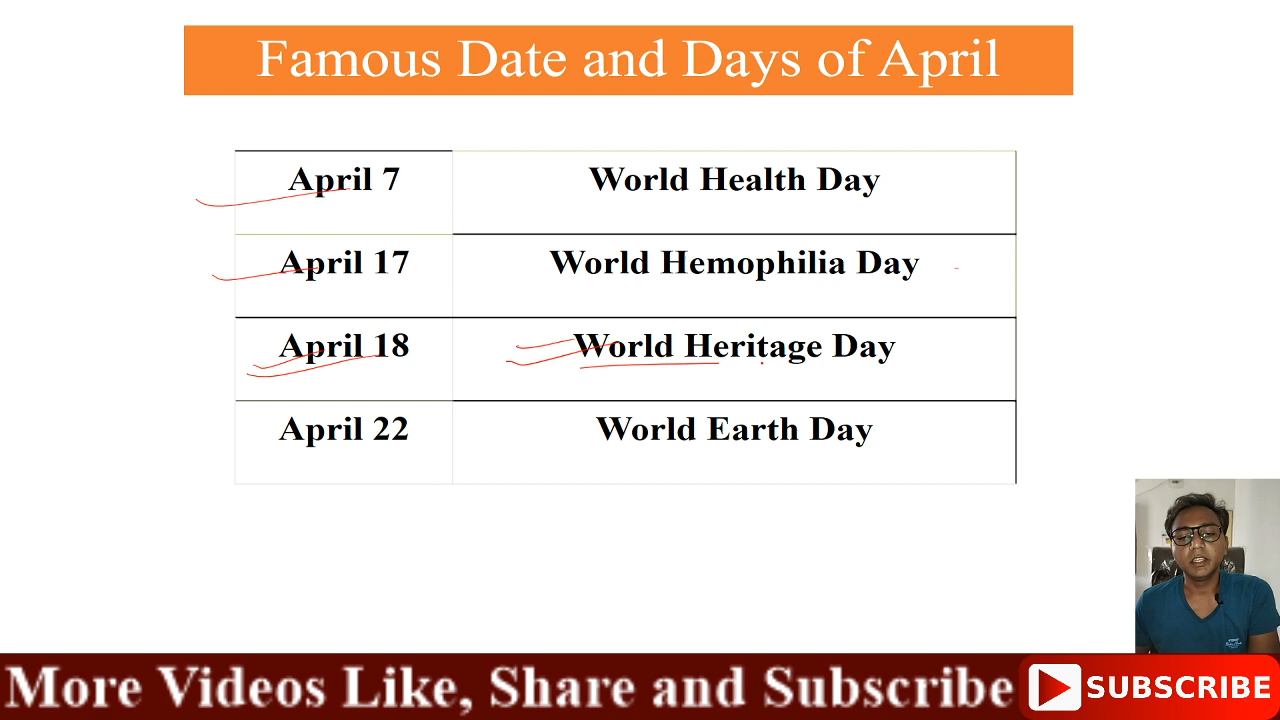 Famous Date and Days of April
April 7 World Health Day
April 17 World Hemophilia Day
April 18 World Heritage Day
April 22 World Earth Day
More Videos Like, Share and Subscribe SUBSCRIBE